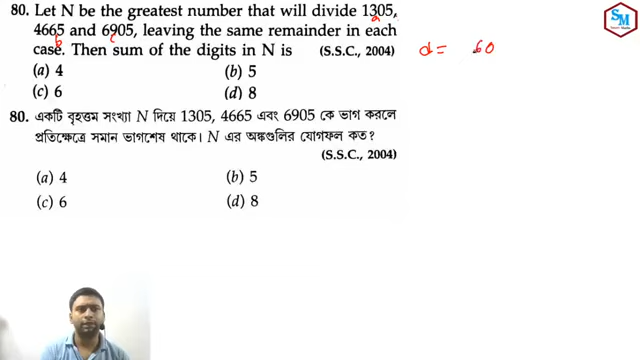 80. Let N be the greatest number that will divide 1305,
4665 and 6905, leaving the same remainder in each
case. Then sum of the digits in N is (S.S.C., 2004)
(a) 4 (b) 5
(c) 6 (d) 8
a
b
c
d = 60
80. একটি বৃহত্তম সংখ্যা N দিয়ে 1305, 4665 এবং 6905 কে ভাগ করলে
প্রতিক্ষেত্রে সমান ভাগশেষ থাকে। N এর অঙ্কগুলির যোগফল কত?
(S.S.C., 2004)
(a) 4 (b) 5
(c) 6 (d) 8
SM